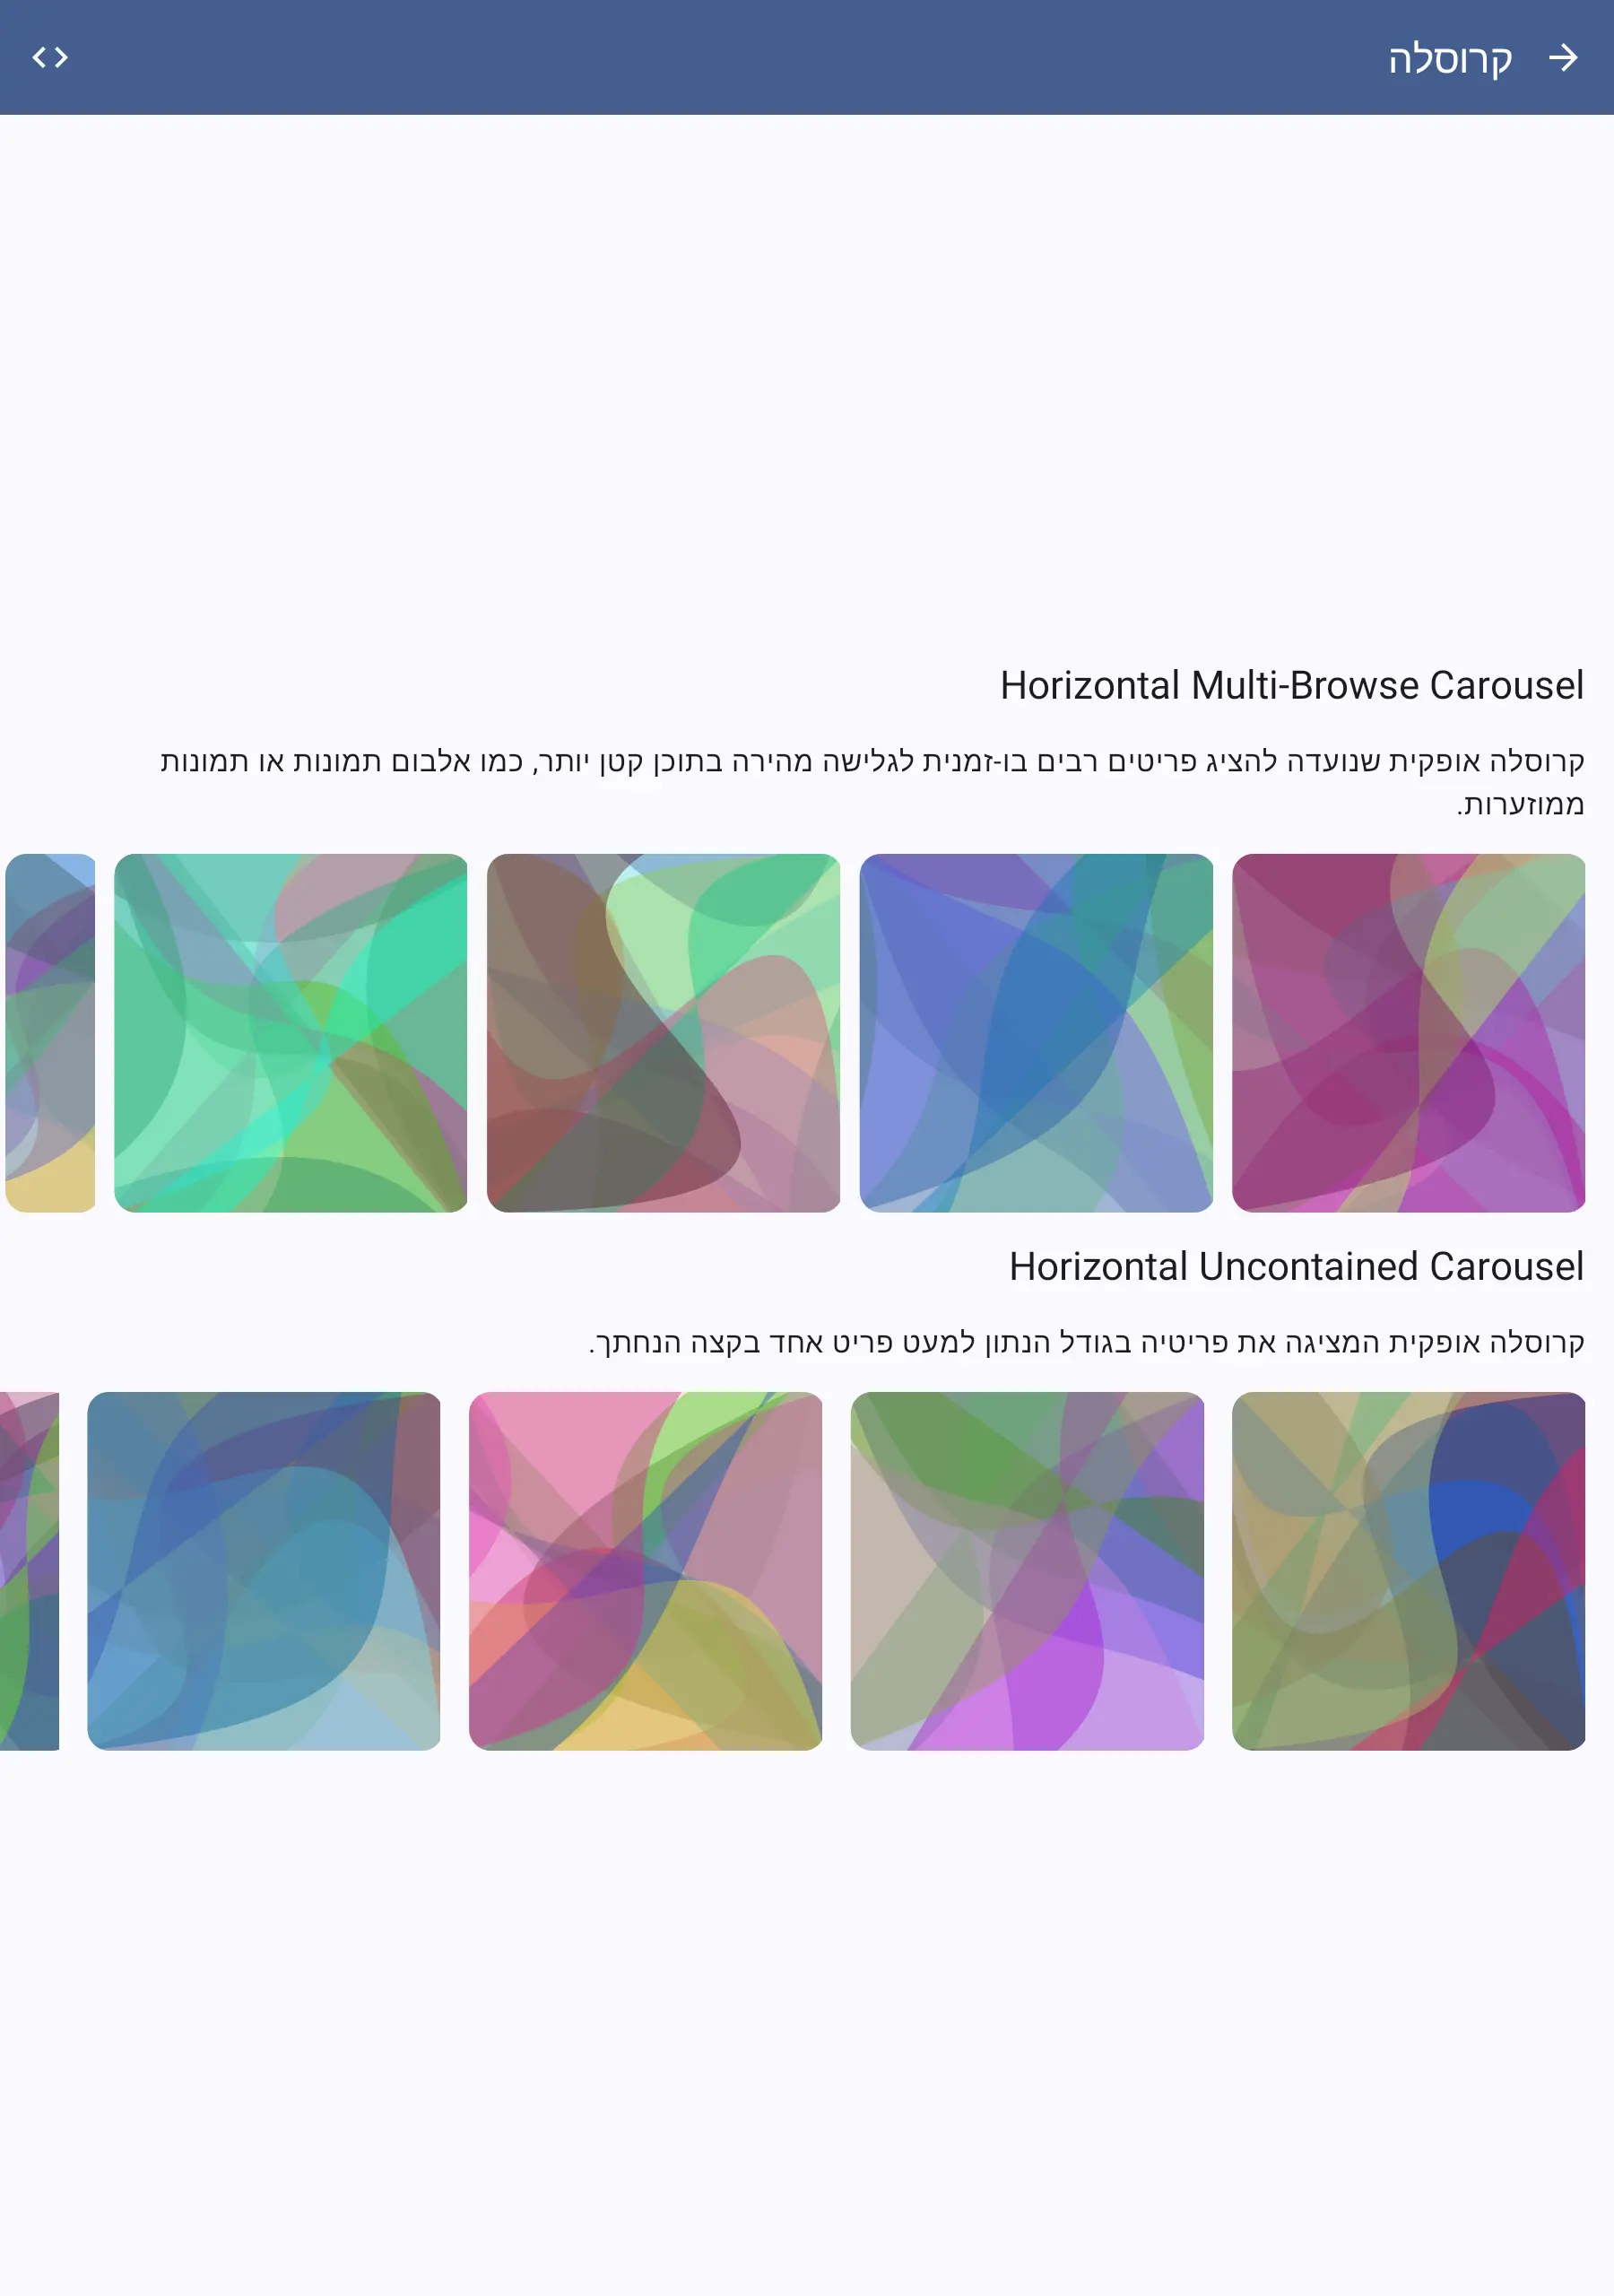 קרוסלה
Horizontal Multi-Browse Carousel
קרוסלה אופקית שנועדה להציג פריטים רבים בו-זמנית לגלישה מהירה בתוכן קטן יותר, כמו אלבום תמונות או תמונות
ממוזערות.
Horizontal Uncontained Carousel
קרוסלה אופקית המציגה את פריטיה בגודל הנתון למעט פריט אחד בקצה הנחתך.